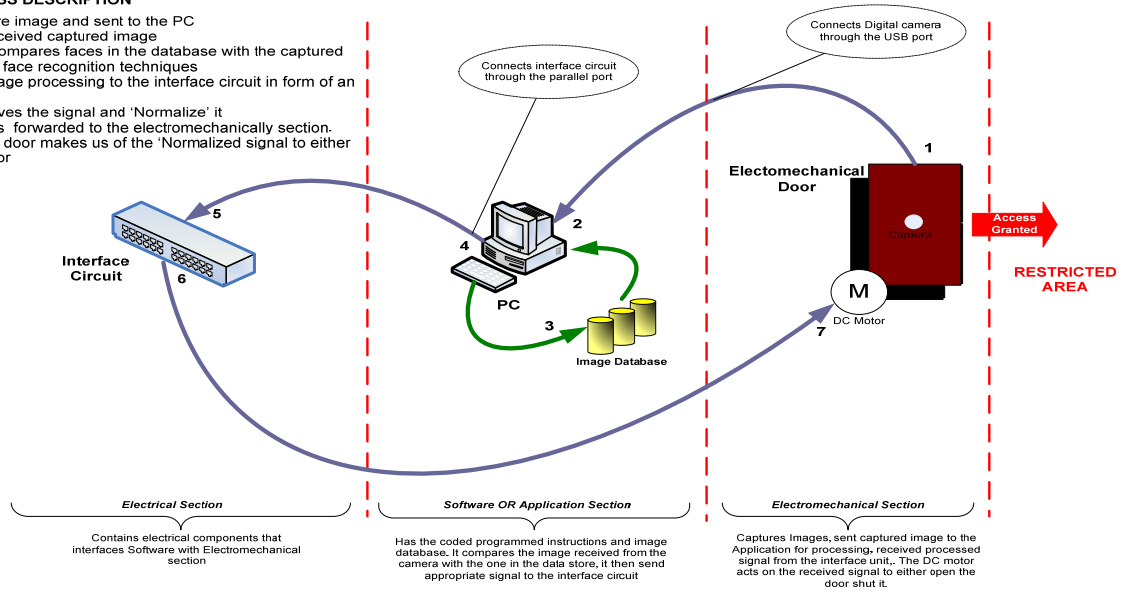 SS DESCRIPTION
re image and sent to the PC
ceived captured image
ompares faces in the database with the captured
face recognition techniques
age processing to the interface circuit in form of an
ves the signal and ‘Normalize’ it
s forwarded to the electromechanically section.
door makes us of the ‘Normalized signal to either
or
Connects Digital camera
through the USB port
Connects interface circuit
through the parallel port
1
Electomechanical
Door
Camera
Access
Granted
RESTRICTED
AREA
2
5
4
Interface
Circuit
6
PC
3
Image Database
M
DC Motor
7
Electrical Section
Contains electrical components that
interfaces Software with Electromechanical
section
Software OR Application Section
Has the coded programmed instructions and image
database. It compares the image received from the
camera with the one in the data store, it then send
appropriate signal to the interface circuit
Electromechanical Section
Captures Images, sent captured image to the
Application for processing, received processed
signal from the interface unit,. The DC motor
acts on the received signal to either open the
door shut it.